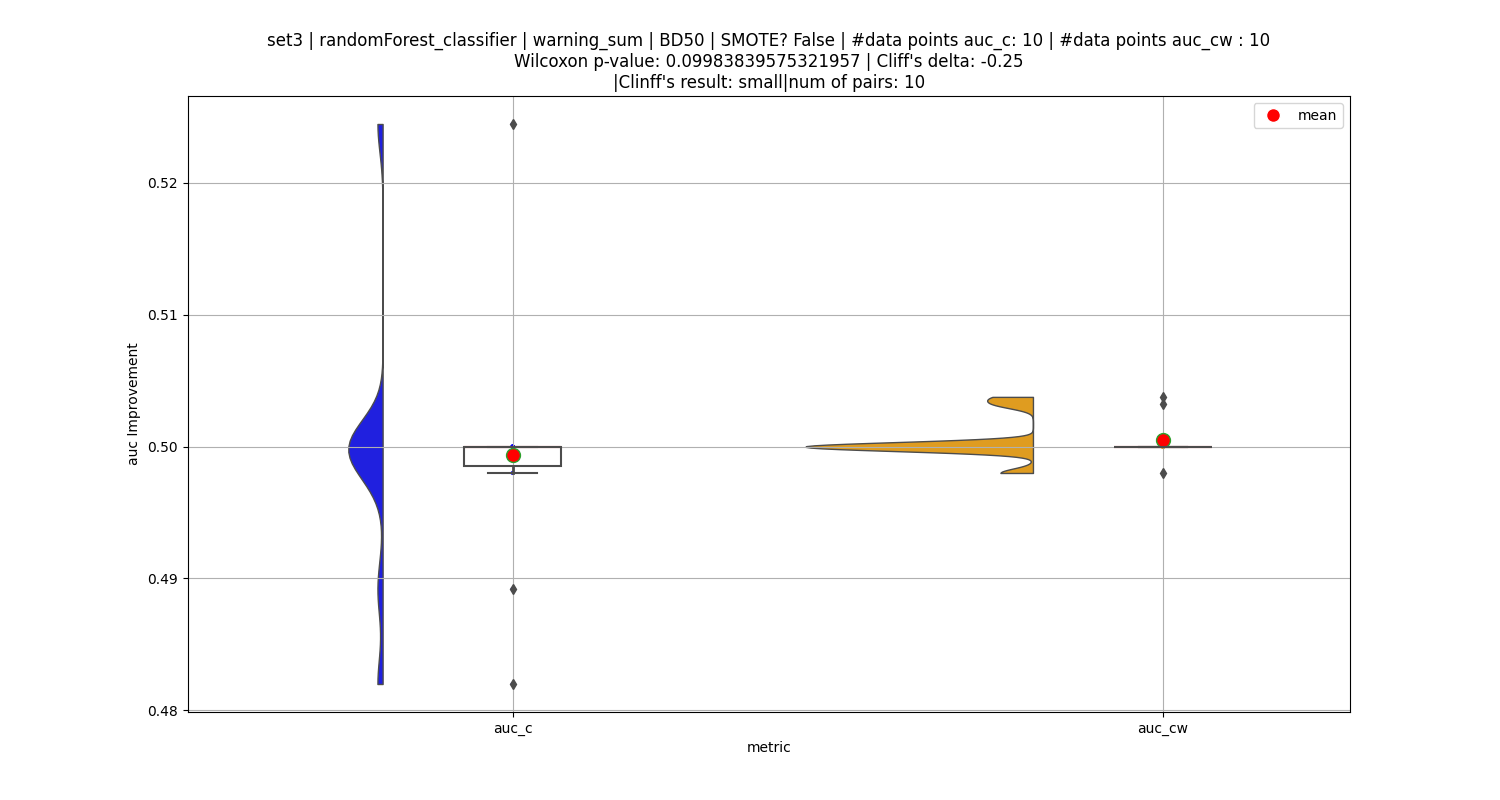 set3 | randomForest_classifier | warning_sum | BD50 | SMOTE? False | #data points auc_c: 10 | #data points auc_cw : 10
Wilcoxon p-value: 0.09983839575321957 | Cliff's delta: -0.25
|Clinff's result: small|num of pairs: 10
mean
0.52
0.51
0.50
0.49
0.48
auc Improvement
auc_c
auc_cw
metric